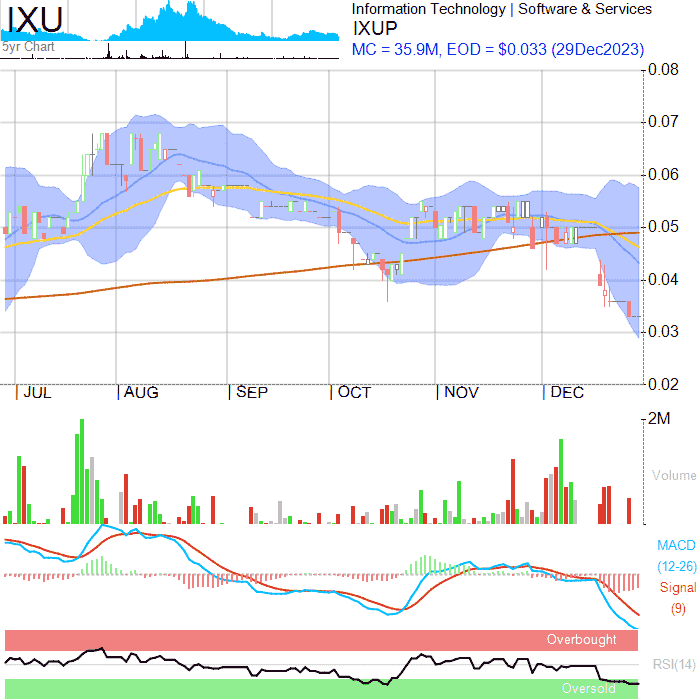 IXU
5yr Chart
Information Technology | Software & Services
IXUP
MC = 35.9M, EOD = $0.033 (29Dec2023)
0.08
0.07
0.06
0.05
0.04
0.03
0.02
JUL AUG SEP OCT NOV DEC
2M
Volume
MACD
(12-26)
Signal
(9)
Overbought
RSI(14)
Oversold